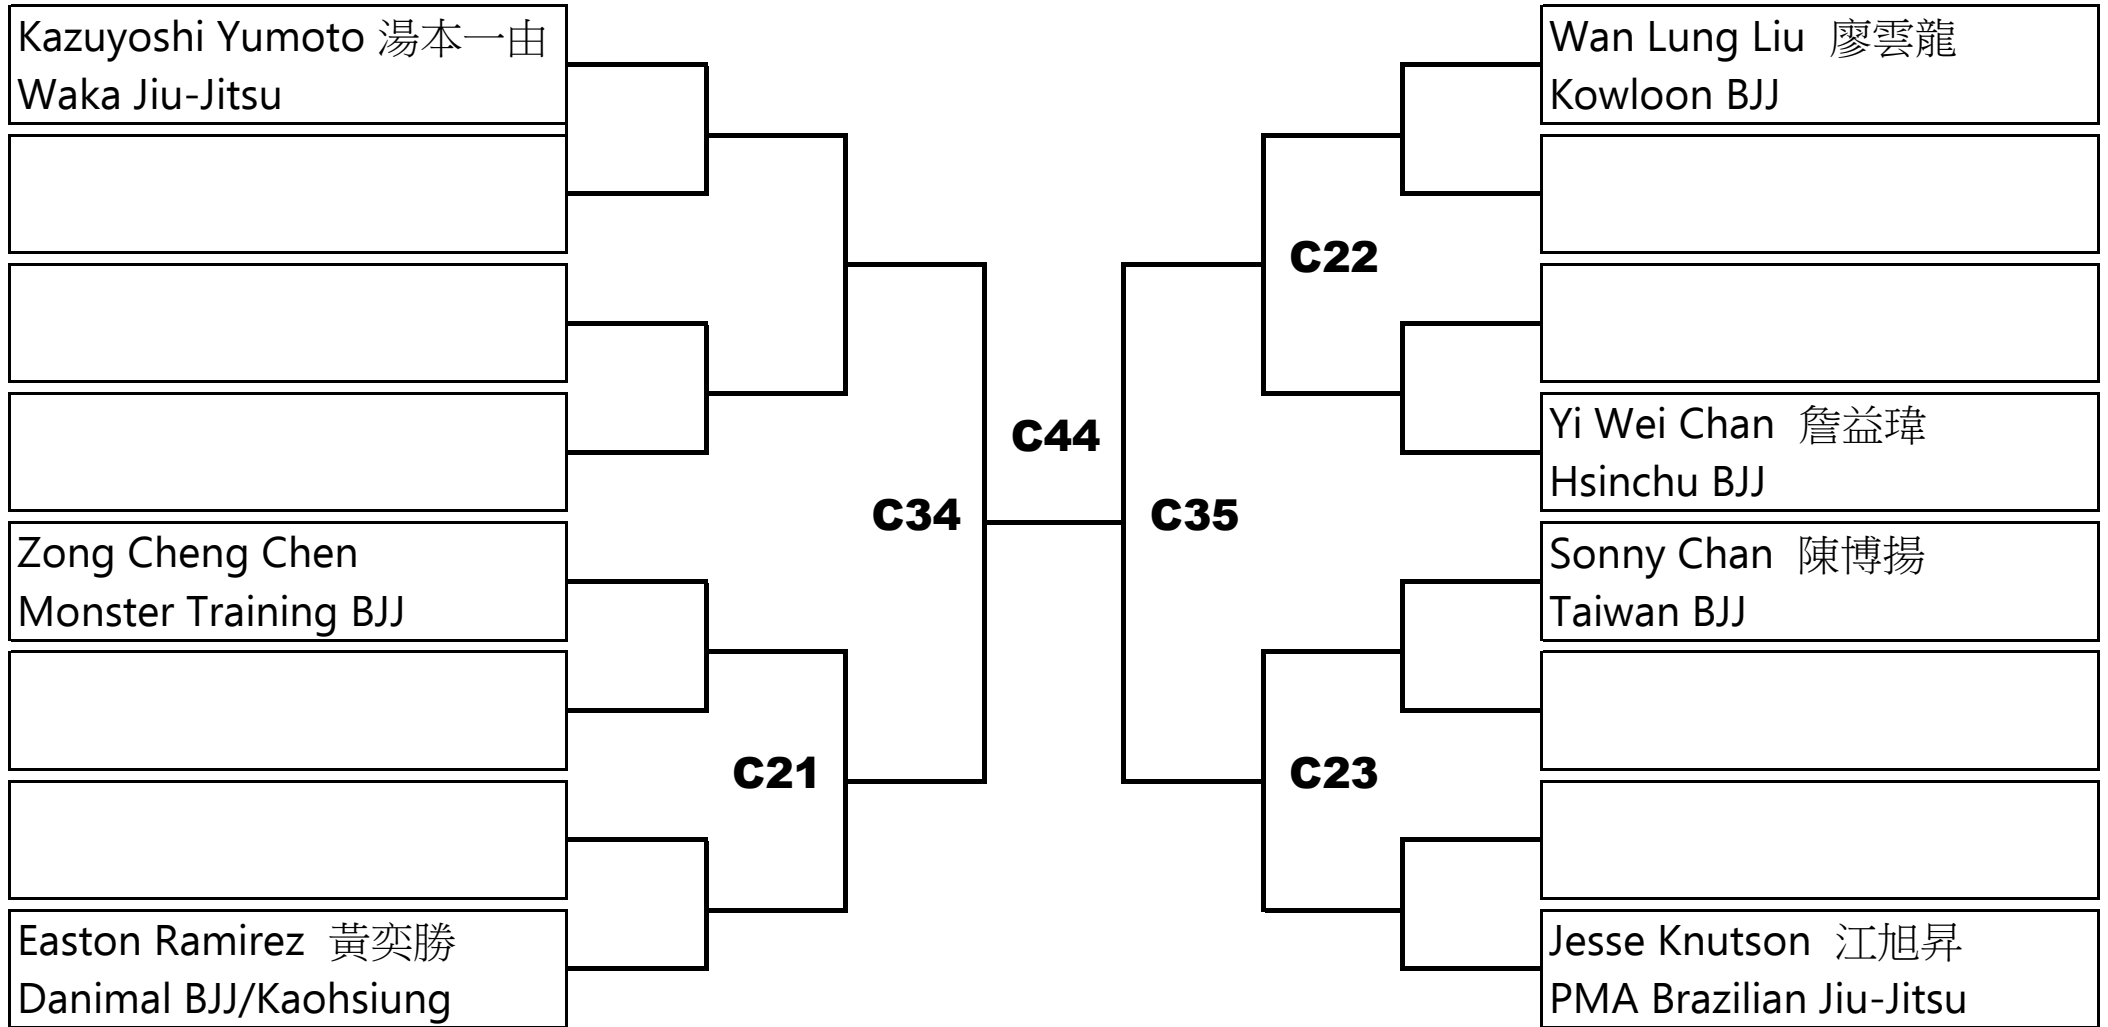 Kazuyoshi Yumoto 湯本一由
Waka Jiu-Jitsu
Zong Cheng Chen
Monster Training BJJ
Easton Ramirez 黃奕勝
Danimal BJJ/Kaohsiung
C21
C34
C44
C35
C22
C23
Wan Lung Liu 廖雲龍
Kowloon BJJ
Yi Wei Chan 詹益瑋
Hsinchu BJJ
Sonny Chan 陳博揚
Taiwan BJJ
Jesse Knutson 江旭昇
PMA Brazilian Jiu-Jitsu